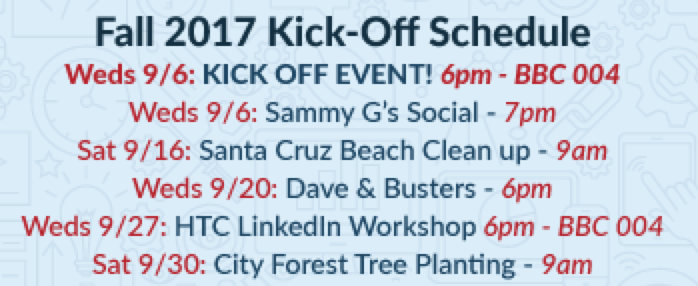 Fall 2017 Kick-Off Schedule
Weds 9/6: KICK OFF EVENT! 6pm - BBC 004
Weds 9/6: Sammy G's Social - 7pm
Sat 9/16: Santa Cruz Beach Clean up - 9am
Weds 9/20: Dave & Busters - 6pm
Weds 9/27: HTC LinkedIn Workshop 6pm - BBC 004
Sat 9/30: City Forest Tree Planting - 9am